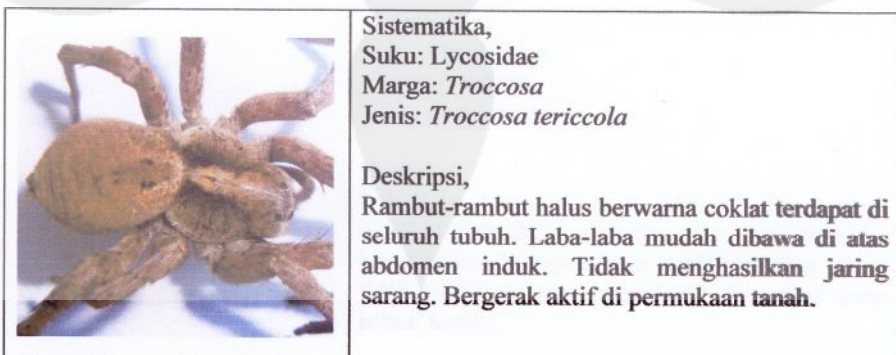 Sistematika,
Suku: Lycosidae
Marga: Troccosa
Jenis: Troccosa tericcola
Deskripsi,
Rambut-rambut halus berwarna coklat terdapat di
seluruh tubuh. Laba-laba mudah dibawa di atas
abdomen induk. Tidak menghasilkan jaring
sarang. Bergerak aktif di permukaan tanah.